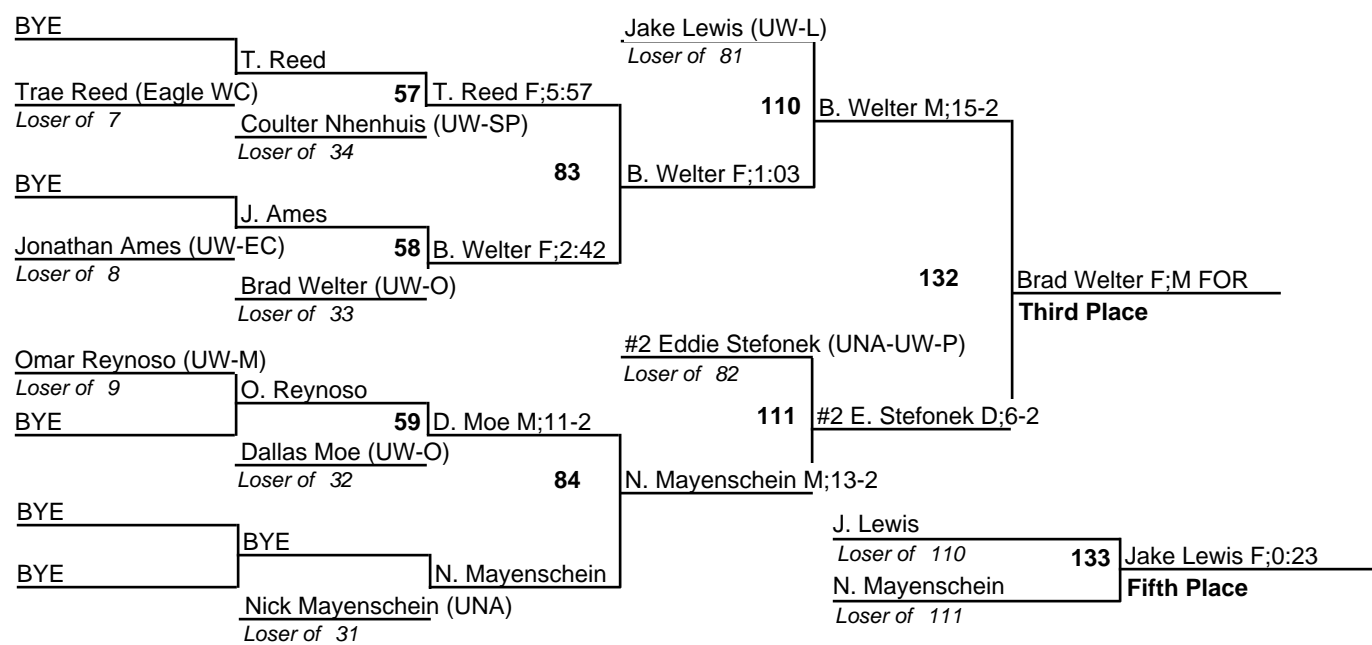 BYE
T. Reed
Trae Reed (Eagle WC)
Loser of 7
57
T. Reed F;5:57
Coulter Nhenhuis (UW-SP)
Loser of 34
83
BYE
J. Ames
Jonathan Ames (UW-EC)
Loser of 8
58
B. Welter F;2:42
Brad Welter (UW-O)
Loser of 33
Jake Lewis (UW-L)
Loser of 81
110
B. Welter M;15-2
B. Welter F;1:03
132
Brad Welter F;M FOR
Third Place
Omar Reynoso (UW-M)
Loser of 9
O. Reynoso
BYE
59
D. Moe M;11-2
Dallas Moe (UW-O)
Loser of 32
84
BYE
BYE
BYE
N. Mayenschein
Nick Mayenschein (UNA)
Loser of 31
#2 Eddie Stefonek (UNA-UW-P)
Loser of 82
111
#2 E. Stefonek D;6-2
N. Mayenschein M;13-2
J. Lewis
Loser of 110
133
Jake Lewis F;0:23
N. Mayenschein
Fifth Place
Loser of 111